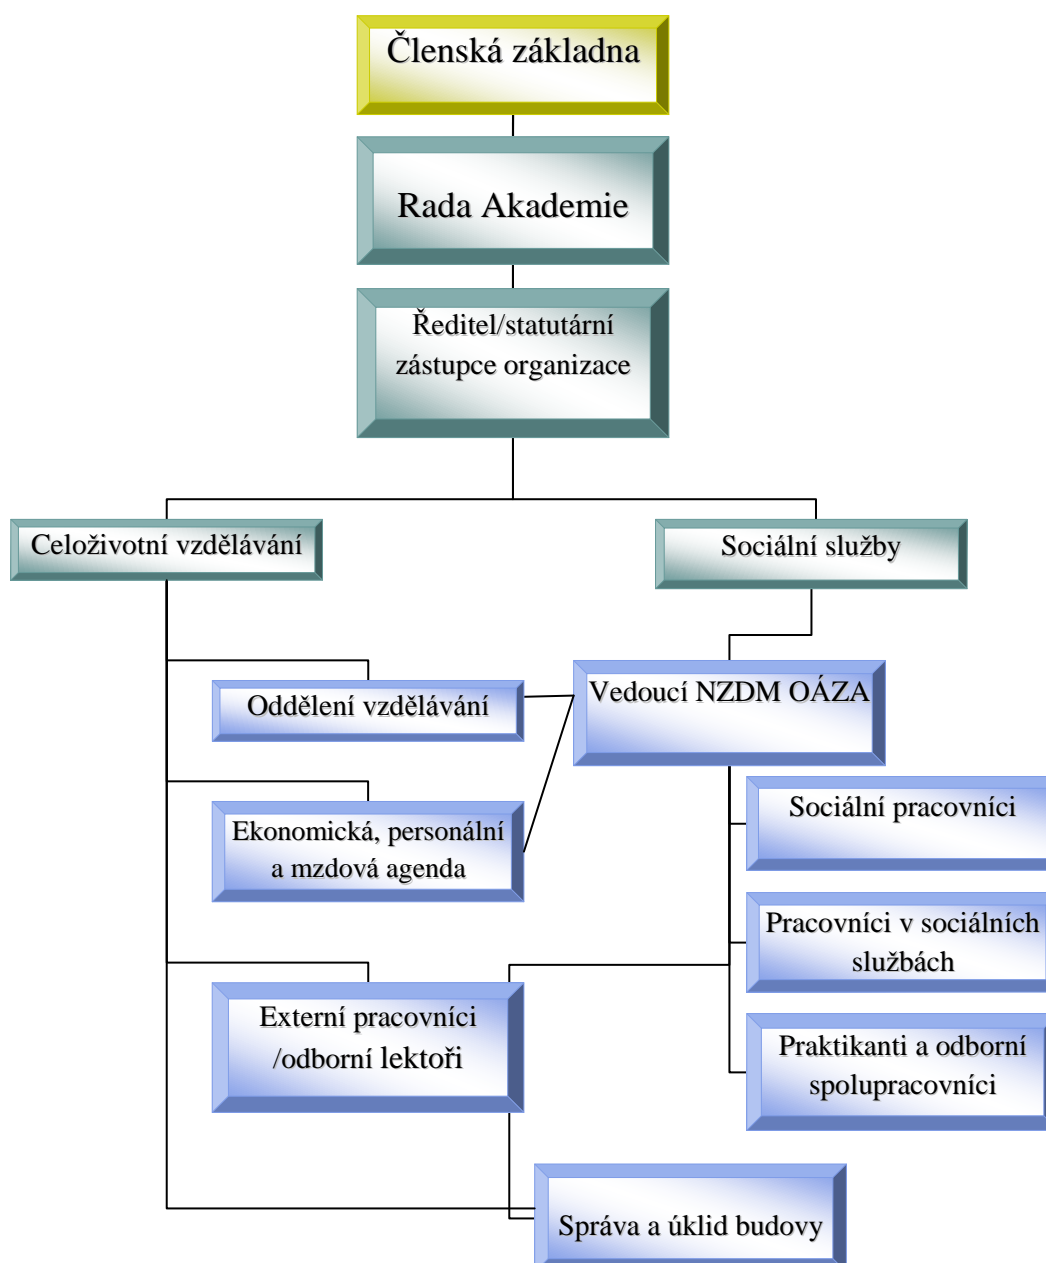 Členská základna
Rada Akademie
Ředitel/statutární
zástupce organizace
Celoživotní vzdělávání
Sociální služby
Oddělení vzdělávání
Vedoucí NZDM OÁZA
Ekonomická, personální
a mzdová agenda
Sociální pracovníci
Pracovníci v sociálních
službách
Externí pracovníci
/odborní lektoři
Praktikanti a odborní
spolupracovníci
Správa a úklid budovy